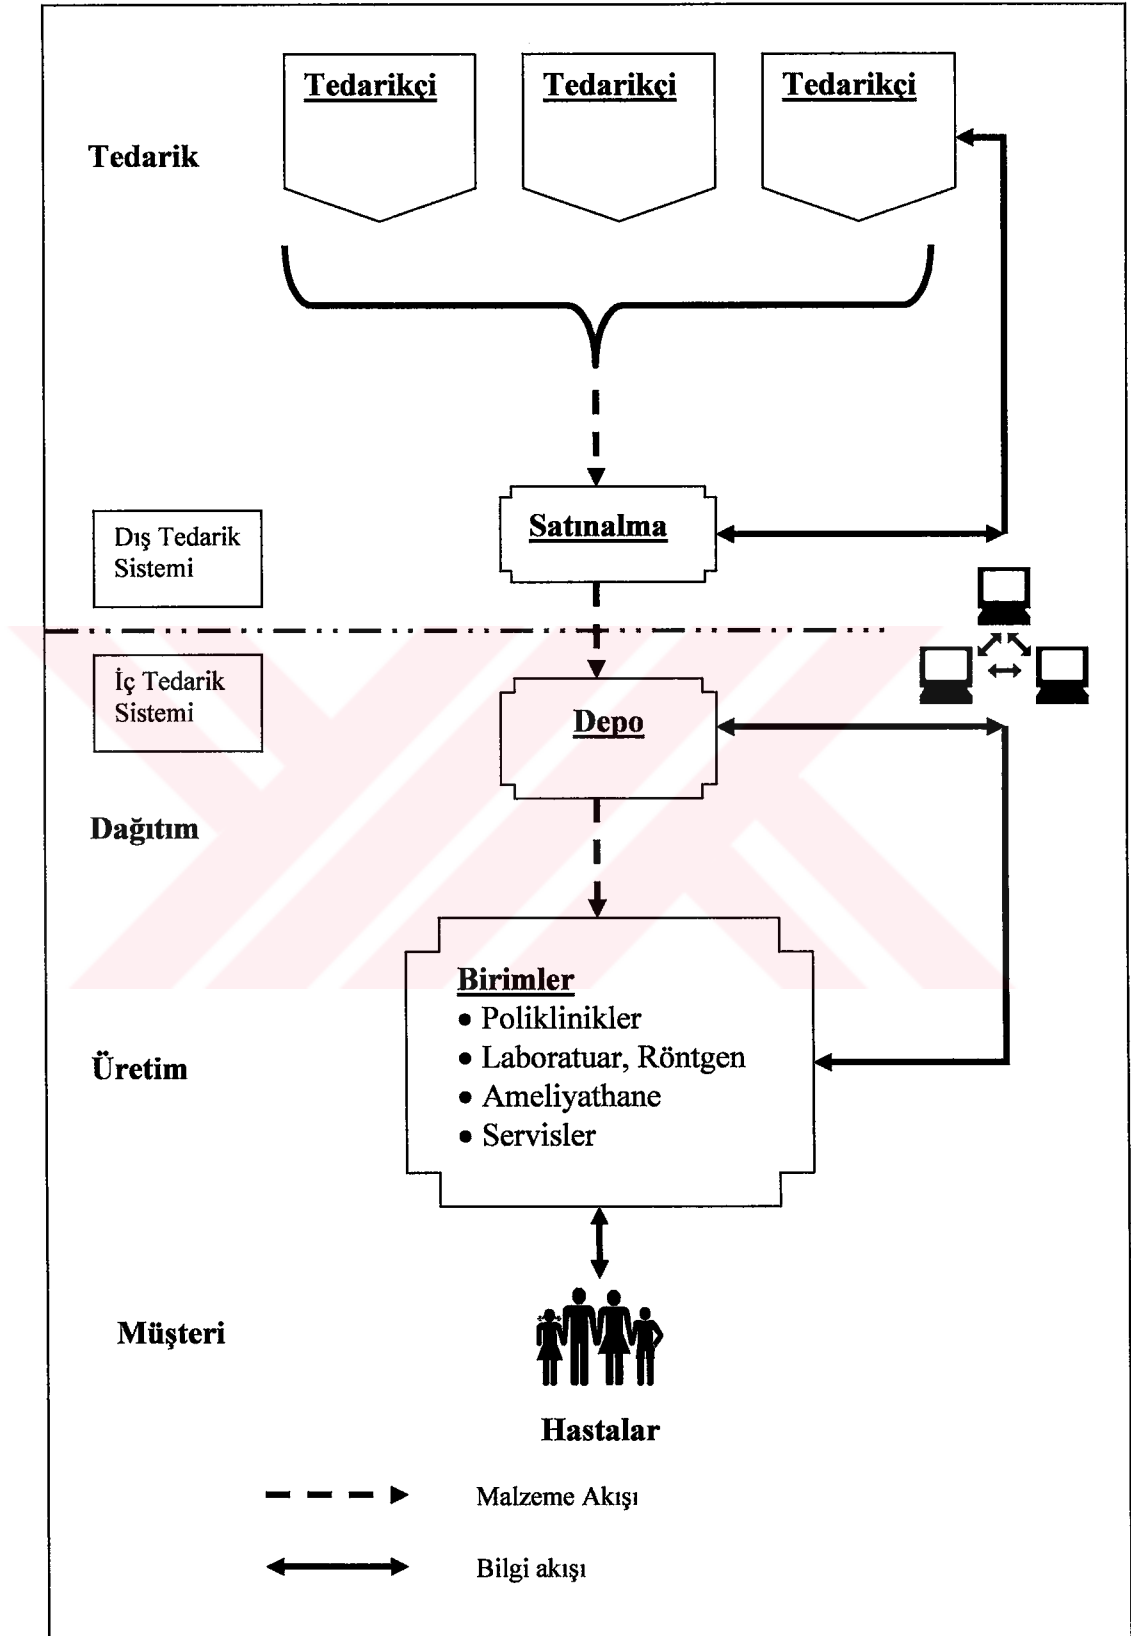 Tedarikçi
Tedarikçi
Tedarikçi
Tedarik
Satınalma
Dış Tedarik
Sistemi
İç Tedarik
Sistemi
Depo
Dağıtım
Birimler
• Poliklinikler
• Laboratuar, Röntgen
• Ameliyathane
• Servisler
Üretim
Müşteri
Hastalar
Malzeme Akışı
Bilgi akışı